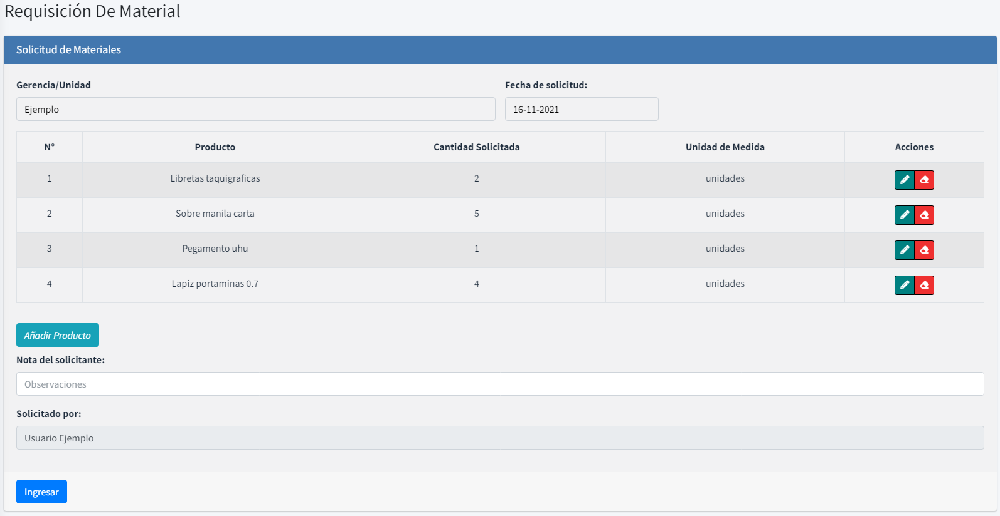 Requisición De Material
Solicitud de Materiales
Gerencia/Unidad Fecha de solicitud:
Ejemplo 16-11-2021
N° Producto Cantidad Solicitada Unidad de Medida Acciones
1 Libretas taquigraficas 2 unidades
2 Sobre manila carta 5 unidades
3 Pegamento uhu 1 unidades
4 Lapiz portaminas 0.7 4 unidades
Añadir Producto
Nota del solicitante:
Observaciones
Solicitado por:
Usuario Ejemplo
Ingresar